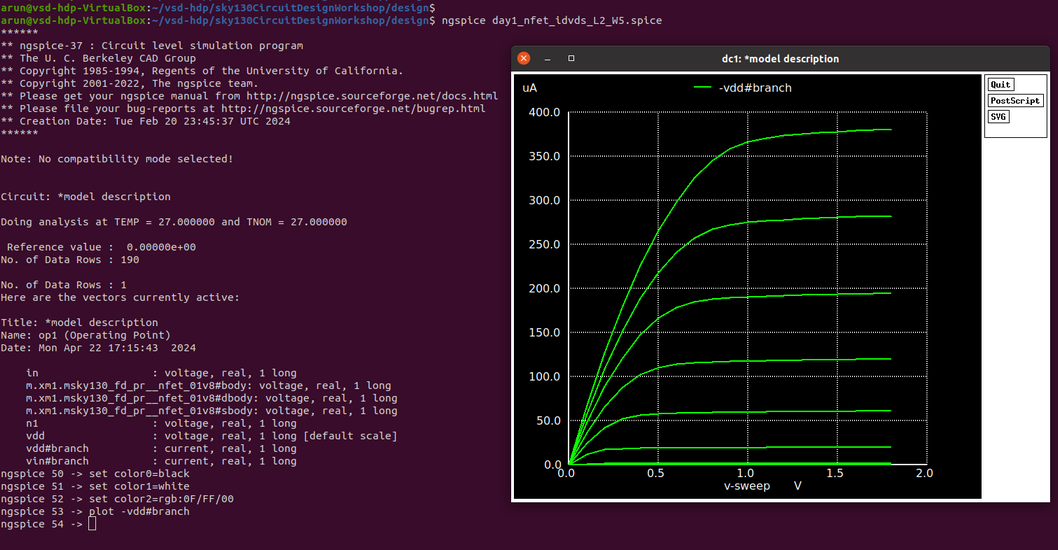 arun@vsd-hdp-VirtualBox:~/vsd-hdp/sky130CircuitDesignWorkshop/design$
arun@vsd-hdp-VirtualBox:~/vsd-hdp/sky130CircuitDesignWorkshop/design$ ngspice day1_nfet_idvds_L2_W5.spice
******
** ngspice-37 : Circuit level simulation program
** The U. C. Berkeley CAD Group
** Copyright 1985-1994, Regents of the University of California.
** Copyright 2001-2022, The ngspice team.
** Please get your ngspice manual from http://ngspice.sourceforge.net/docs.html
** Please file your bug-reports at http://ngspice.sourceforge.net/bugrep.html
** Creation Date: Tue Feb 20 23:45:37 UTC 2024
******
Note: No compatibility mode selected!
Circuit: *model description
Doing analysis at TEMP = 27.000000 and TNOM = 27.000000
Reference value : 0.00000e+00
No. of Data Rows : 190
No. of Data Rows : 1
Here are the vectors currently active:
Title: *model description
Name: op1 (Operating Point)
Date: Mon Apr 22 17:15:43 2024
in : voltage, real, 1 long
m.xm1.msky130_fd_pr__nfet_01v8#body: voltage, real, 1 long
m.xm1.msky130_fd_pr__nfet_01v8#dbody: voltage, real, 1 long
m.xm1.msky130_fd_pr__nfet_01v8#sbody: voltage, real, 1 long
n1 : voltage, real, 1 long
vdd : voltage, real, 1 long [default scale]
vdd#branch : current, real, 1 long
vin#branch : current, real, 1 long
ngspice 50 -> set color0=black
ngspice 51 -> set color1=white
ngspice 52 -> set color2=rgb:0F/FF/00
ngspice 53 -> plot -vdd#branch
ngspice 54 ->
dc1: *model description
Quit
PostScript
SVG
uA
-vdd#branch
400.0
350.0
300.0
250.0
200.0
150.0
100.0
50.0
0.0
0.0 0.5 1.0 1.5 2.0
v-sweep V